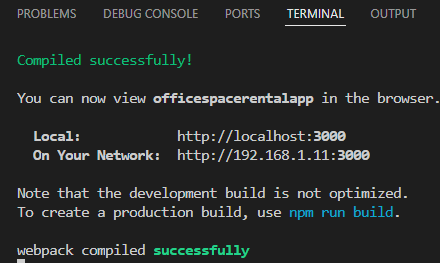 PROBLEMS DEBUG CONSOLE PORTS TERMINAL OUTPUT
Compiled successfully!
You can now view officespacerentalapp in the browser.
Local: http://localhost:3000
On Your Network: http://192.168.1.11:3000
Note that the development build is not optimized.
To create a production build, use npm run build.
webpack compiled successfully